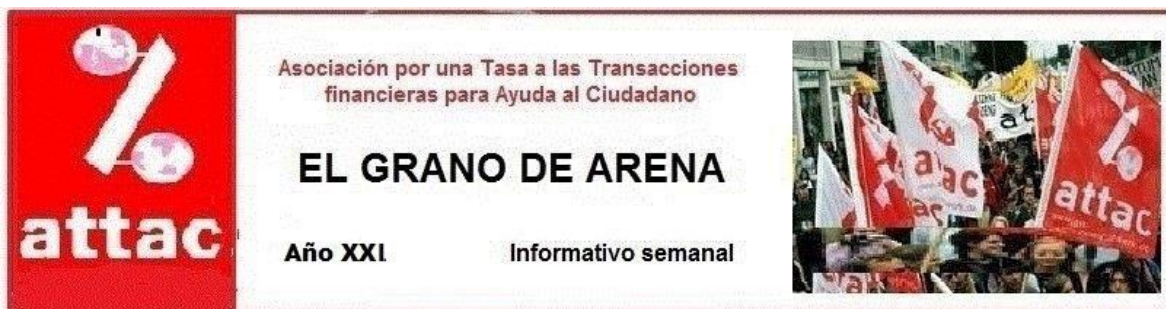 attac
Asociación por una Tasa a las Transacciones
financieras para Ayuda al Ciudadano
EL GRANO DE ARENA
Año XXI
Informativo semanal
attac
attac